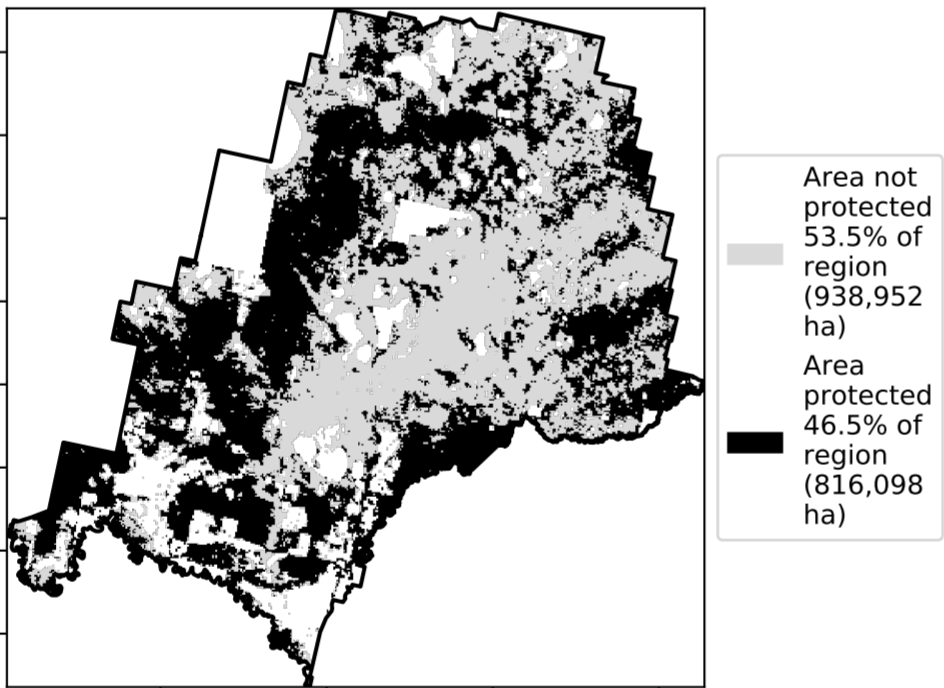 Area not
protected
53.5% of
region
(938,952
ha)
Area
protected
46.5% of
region
(816,098
ha)